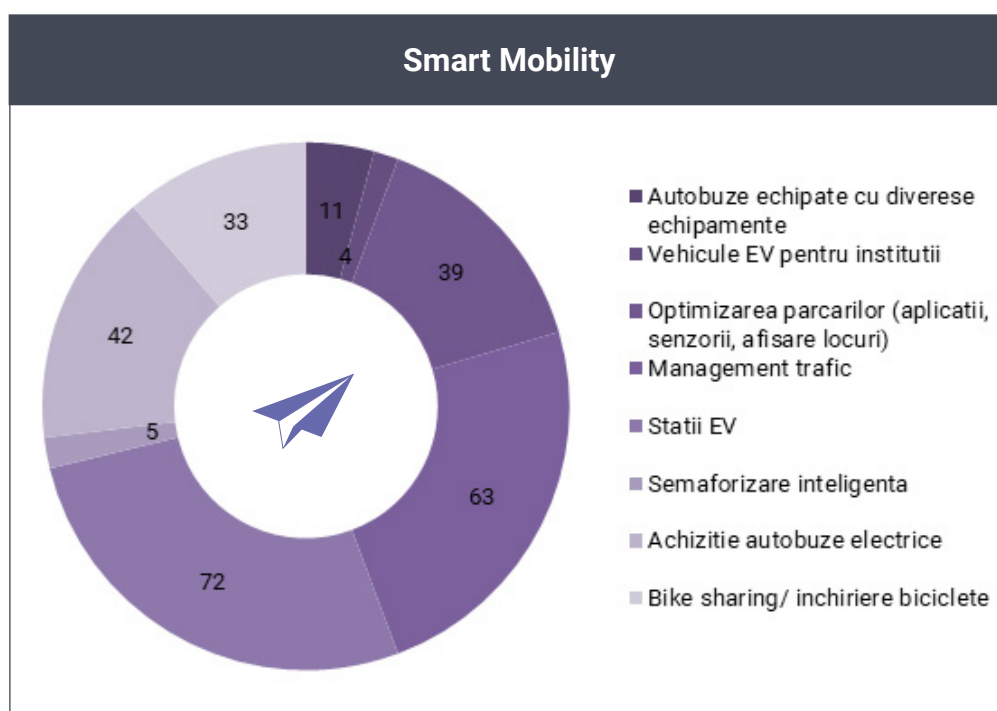 Smart Mobility
11
4
39
63
72
5
42
33
Autobuze echipate cu diverese
echipamente
Vehicule EV pentru institutii
Optimizarea parcarilor (aplicatii,
senzorii, afisare locuri)
Management trafic
Statii EV
Semaforizare inteligenta
Achizitie autobuze electrice
Bike sharing/ inchiriere biciclete